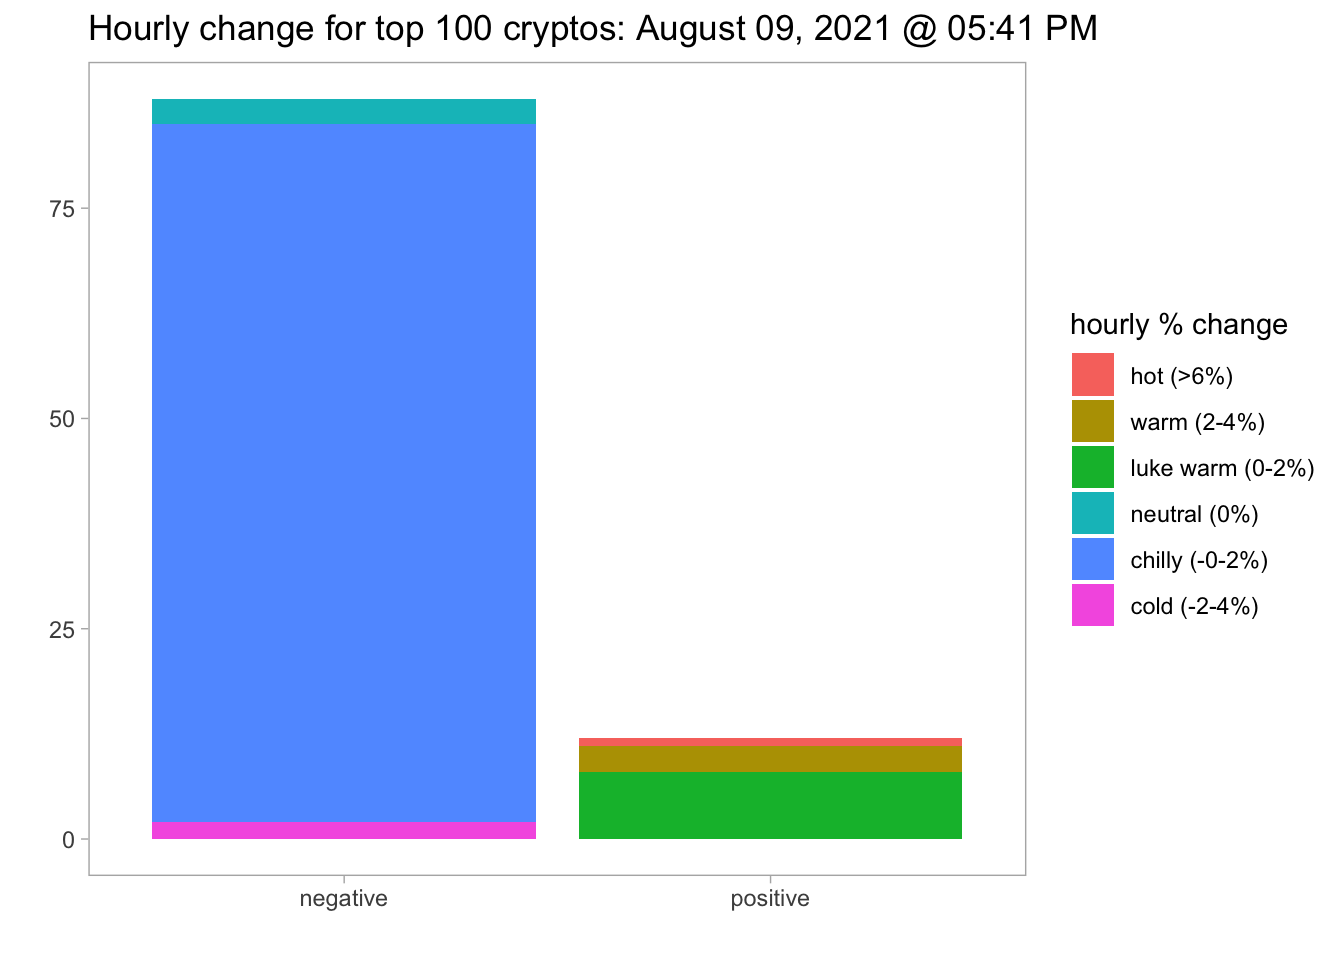 Hourly change for top 100 cryptos: August 09, 2021 @ 05:41 PM
75
50
25
0
negative
positive
hourly % change
hot (>6%)
warm (2-4%)
luke warm (0-2%)
neutral (0%)
chilly (-0-2%)
cold (-2-4%)